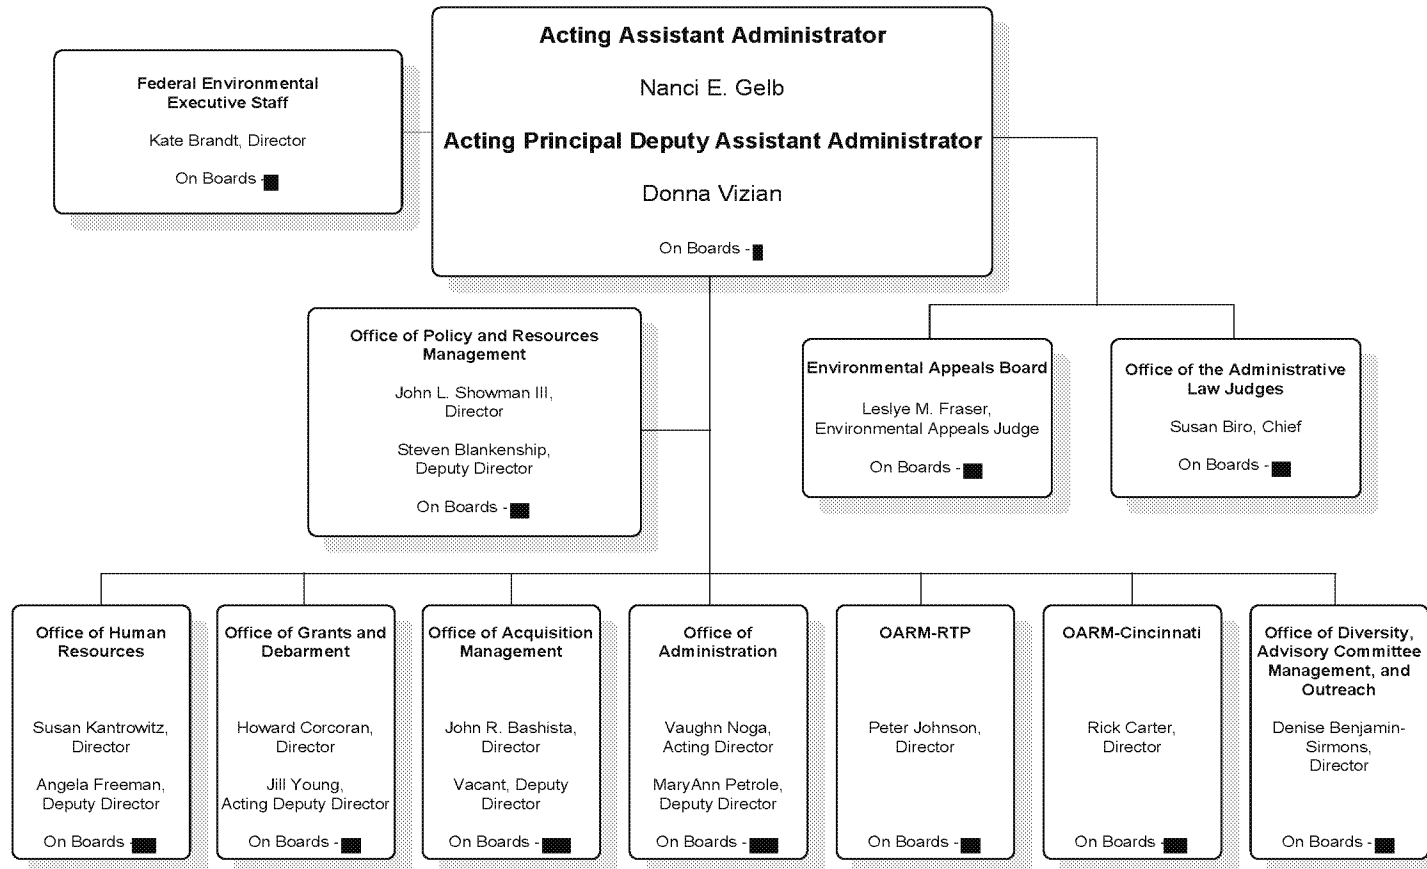 Acting Assistant Administrator
Nanci E. Gelb
Acting Principal Deputy Assistant Administrator
Donna Vizian
On Boards -
Federal Environmental
Executive Staff
Kate Brandt, Director
On Boards -
Office of Policy and Resources
Management
John L. Showman III,
Director
Steven Blankenship,
Deputy Director
On Boards -
Environmental Appeals Board
Leslye M. Fraser,
Environmental Appeals Judge
On Boards -
Office of the Administrative
Law Judges
Susan Biro, Chief
On Boards -
Office of Human
Resources
Susan Kantrowitz,
Director
Angela Freeman,
Deputy Director
On Boards -
Office of Grants and
Debarment
Howard Corcoran,
Director
Jill Young,
Acting Deputy Director
On Boards -
Office of Acquisition
Management
John R. Bashista,
Director
Vacant, Deputy
Director
On Boards -
Office of
Administration
Vaughn Noga,
Acting Director
MaryAnn Petrole,
Deputy Director
On Boards -
OARM-RTP
Peter Johnson,
Director
On Boards -
OARM-Cincinnati
Rick Carter,
Director
On Boards -
Office of Diversity,
Advisory Committee
Management, and
Outreach
Denise Benjamin-
Sirmons,
Director
On Boards -